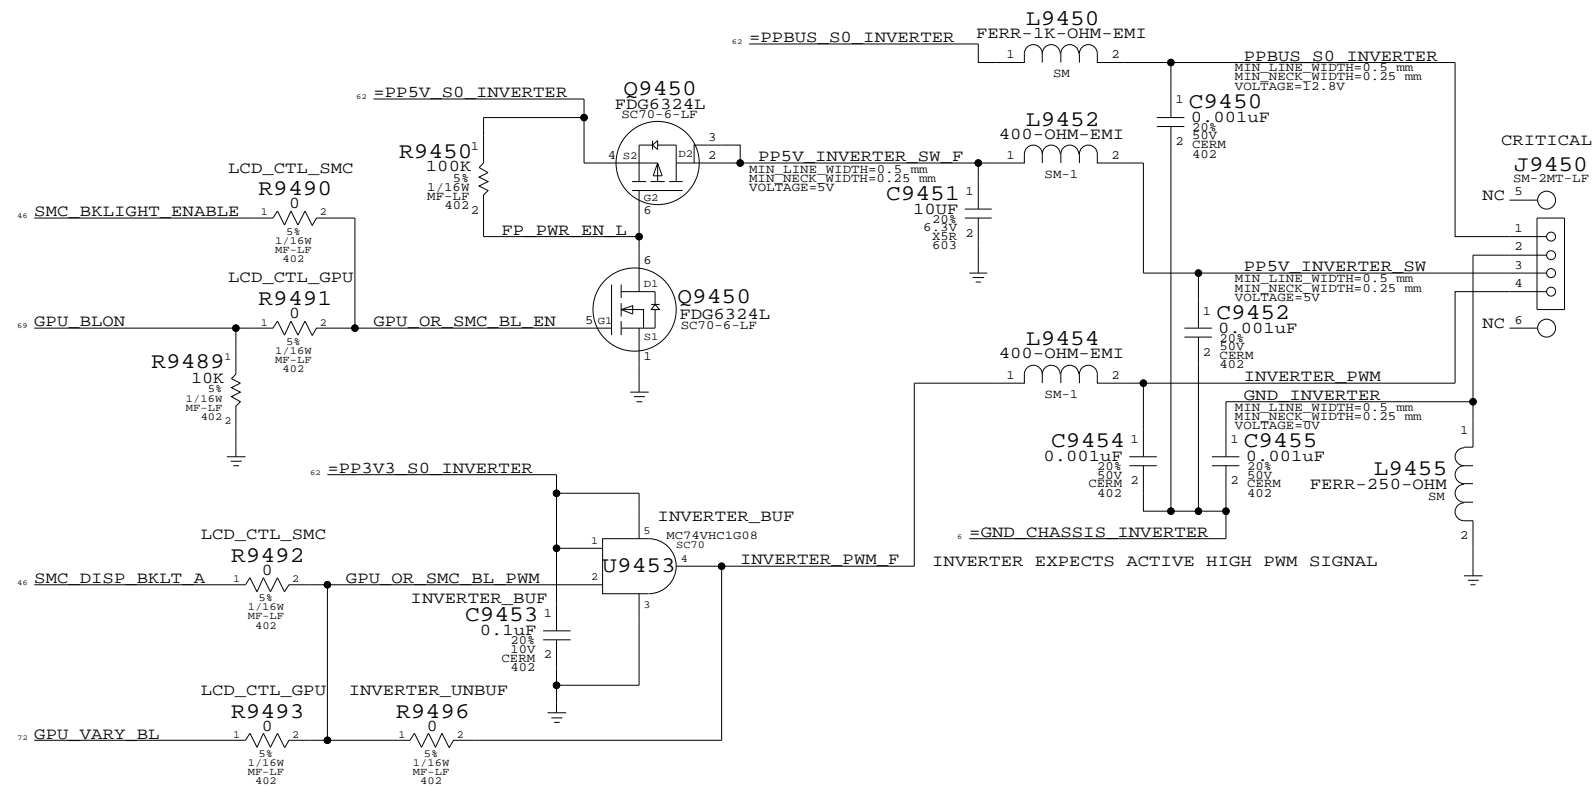 L9450
FERR-1K-OHM-EMI
62 =PPBUS_S0_INVERTER
1 2
SM
PPBUS_S0_INVERTER
MIN_LINE_WIDTH=0.5 mm
MIN_NECK_WIDTH=0.25 mm
VOLTAGE=12.8V
62 =PP5V_S0_INVERTER
Q9450
FDG6324L
SC70-6-LF
1 C9450
0.001uF
20%
50V
2 CERM
402
L9452
400-OHM-EMI
1 2
SM-1
R9450 1
100K
5%
1/16W
MF-LF
402 2
4 S2 D2 3
2
G2
6
PP5V_INVERTER_SW_F
MIN_LINE_WIDTH=0.5 mm
MIN_NECK_WIDTH=0.25 mm
VOLTAGE=5V
CRITICAL
J9450
SM-2MT-LF
NC 5
1
2
3
4
NC 6
C9451 1
10UF
20%
6.3V
X5R 2
603
LCD_CTL_SMC
R9490
0
46 SMC_BKLIGHT_ENABLE 1 2
5%
1/16W
MF-LF
402
FP_PWR_EN_L
6
D1
5 G1
S1
1
Q9450
FDG6324L
SC70-6-LF
PP5V_INVERTER_SW
MIN_LINE_WIDTH=0.5 mm
MIN_NECK_WIDTH=0.25 mm
VOLTAGE=5V
LCD_CTL_GPU
R9491
0
69 GPU_BLON 1 2 GPU_OR_SMC_BL_EN
5%
1/16W
MF-LF
402
1 C9452
0.001uF
20%
50V
2 CERM
402
R9489 1
10K
5%
1/16W
MF-LF
402 2
L9454
400-OHM-EMI
1 2
SM-1
INVERTER_PWM
GND_INVERTER
MIN_LINE_WIDTH=0.5 mm
MIN_NECK_WIDTH=0.25 mm
VOLTAGE=0V
C9454 1
0.001uF
20%
50V
CERM 2
402
1 C9455
0.001uF
20%
50V
2 CERM
402
1
L9455
FERR-250-OHM
SM
2
62 =PP3V3_S0_INVERTER
INVERTER_BUF
MC74VHC1G08
SC70
5
1
U9453
2
4
3
INVERTER_PWM_F
6 =GND_CHASSIS_INVERTER
INVERTER EXPECTS ACTIVE HIGH PWM SIGNAL
LCD_CTL_SMC
R9492
0
46 SMC_DISP_BKLT_A 1 2 GPU_OR_SMC_BL_PWM
5%
1/16W
MF-LF
402
INVERTER_BUF
C9453 1
0.1uF
20%
10V
CERM 2
402
LCD_CTL_GPU
R9493
0
72 GPU_VARY_BL 1 2
5%
1/16W
MF-LF
402
INVERTER_UNBUF
R9496
0
1 2
5%
1/16W
MF-LF
402